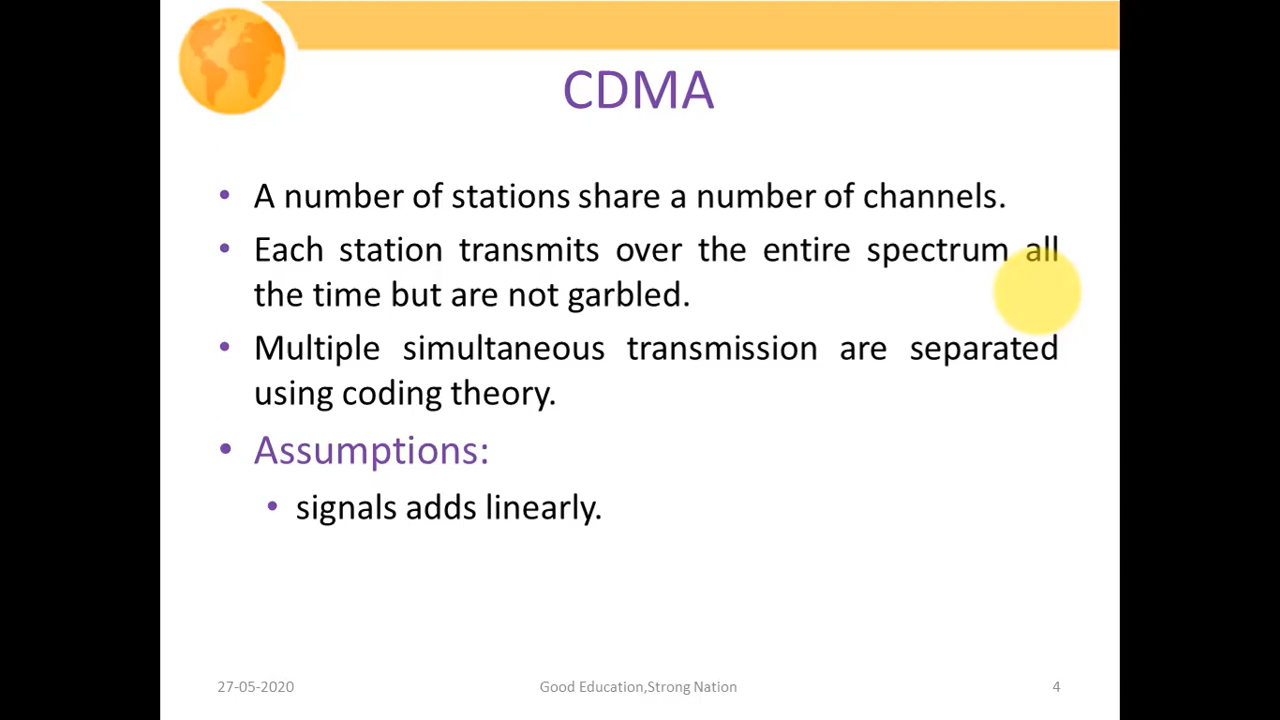 CDMA
• A number of stations share a number of channels.
• Each station transmits over the entire spectrum all
the time but are not garbled.
• Multiple simultaneous transmission are separated
using coding theory.
• Assumptions:
• signals adds linearly.
27-05-2020 Good Education,Strong Nation 4